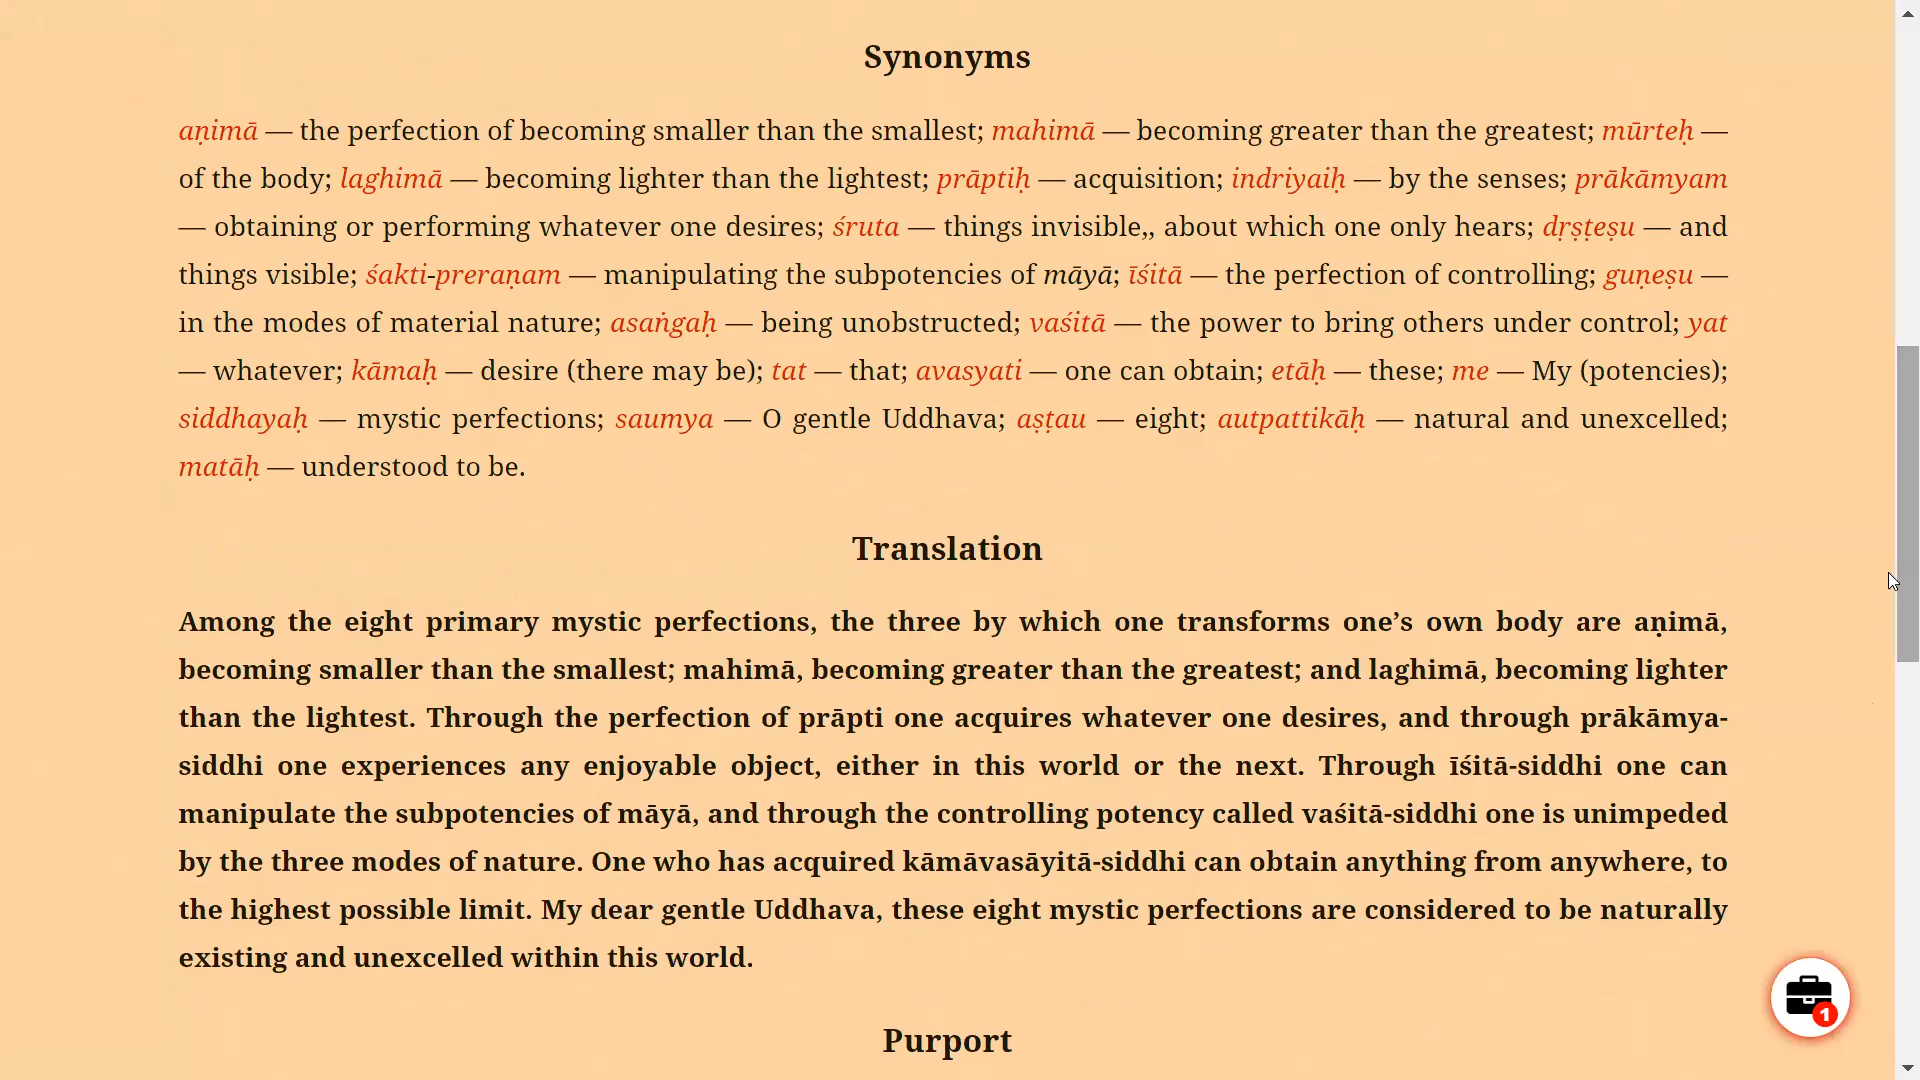 Synonyms
aṇimā — the perfection of becoming smaller than the smallest; mahimā — becoming greater than the greatest; mūrteḥ —
of the body; laghimā — becoming lighter than the lightest; prāptiḥ — acquisition; indriyaiḥ — by the senses; prākāmyam
— obtaining or performing whatever one desires; śruta — things invisible,, about which one only hears; dṛṣṭeṣu — and
things visible; śakti-preraṇam — manipulating the subpotencies of māyā; īśitā — the perfection of controlling; guṇeṣu —
in the modes of material nature; asaṅgaḥ — being unobstructed; vaśitā — the power to bring others under control; yat
— whatever; kāmaḥ — desire (there may be); tat — that; avasyati — one can obtain; etāḥ — these; me — My (potencies);
siddhayaḥ — mystic perfections; saumya — O gentle Uddhava; aṣṭau — eight; autpattikāḥ — natural and unexcelled;
matāḥ — understood to be.
Translation
Among the eight primary mystic perfections, the three by which one transforms one’s own body are aṇimā,
becoming smaller than the smallest; mahimā, becoming greater than the greatest; and laghimā, becoming lighter
than the lightest. Through the perfection of prāpti one acquires whatever one desires, and through prākāmya-
siddhi one experiences any enjoyable object, either in this world or the next. Through īśitā-siddhi one can
manipulate the subpotencies of māyā, and through the controlling potency called vaśitā-siddhi one is unimpeded
by the three modes of nature. One who has acquired kāmāvasāyitā-siddhi can obtain anything from anywhere, to
the highest possible limit. My dear gentle Uddhava, these eight mystic perfections are considered to be naturally
existing and unexcelled within this world.
1
Purport